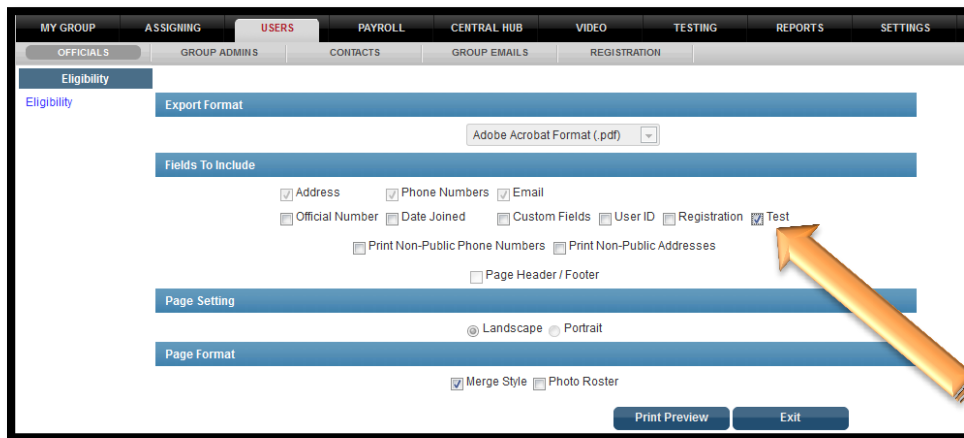 MY GROUP ASSIGNING USERS PAYROLL CENTRAL HUB VIDEO TESTING REPORTS SETTINGS
OFFICIALS GROUP ADMINS CONTACTS GROUP EMAILS REGISTRATION
Eligibility
Eligibility
Export Format
Adobe Acrobat Format (.pdf)
Fields To Include
Address Phone Numbers Email
Official Number Date Joined Custom Fields User ID Registration Test
Print Non-Public Phone Numbers Print Non-Public Addresses
Page Header / Footer
Page Setting
Landscape Portrait
Page Format
Merge Style Photo Roster
Print Preview Exit